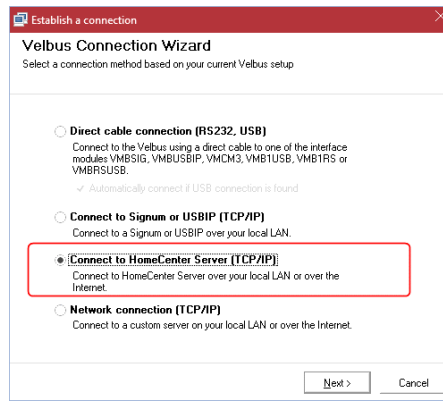 Establish a connection
Velbus Connection Wizard
Select a connection method based on your current Velbus setup
Direct cable connection (RS232, USB)
Connect to the Velbus using a direct cable to one of the interface
modules VMBSIG, VMBUSBIP, VMCM3, VMB1USB, VMB1RS or
VMBRSUSB.
Automatically connect if USB connection is found
Connect to Signum or USBIP (TCP/IP)
Connect to a Signum or USBIP over your local LAN.
Connect to HomeCenter Server (TCP/IP)
Connect to HomeCenter Server over your local LAN or over the
Internet.
Network connection (TCP/IP)
Connect to a custom server on your local LAN or over the Internet.
Next >
Cancel